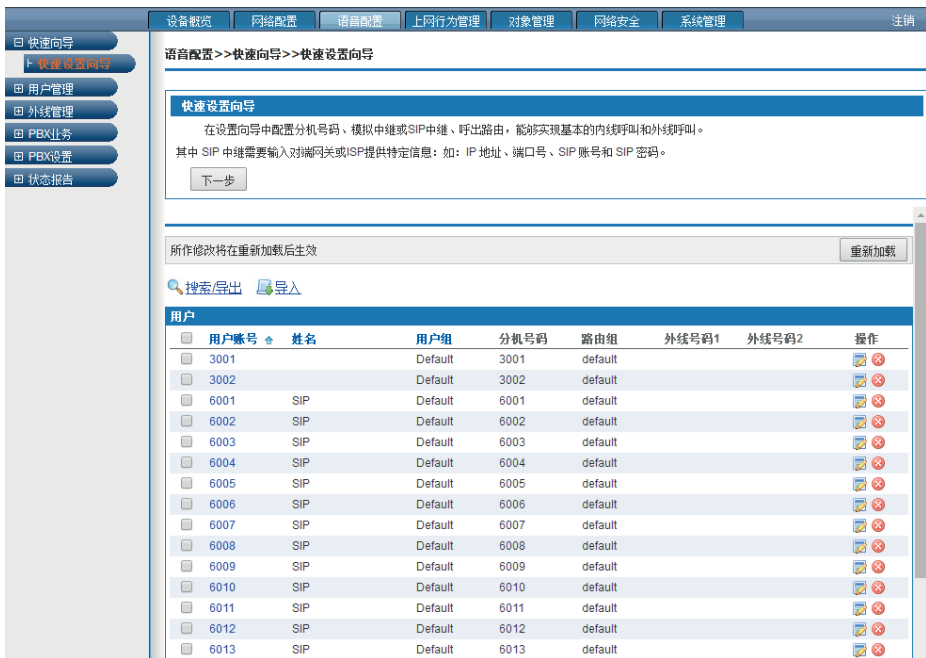 设备概览 网络配置 语音配置 上网行为管理 对象管理 网络安全 系统管理 注销
快速向导
快速设置向导
用户管理
外线管理
PBX业务
PBX设置
状态报告
语音配置>>快速向导>>快速设置向导
快速设置向导
在设置向导中配置分机号码、模拟中继或SIP中继、呼出路由，能够实现基本的内线呼叫和外线呼叫。
其中 SIP 中继需要输入对端网关或ISP提供特定信息：如：IP 地址、端口号、SIP 账号和 SIP 密码。
下一步
所作修改将在重新加载后生效 重新加载
搜索/导出 导入
用户
用户账号 姓名 用户组 分机号码 路由组 外线号码1 外线号码2 操作
3001 Default 3001 default
3002 Default 3002 default
6001 SIP Default 6001 default
6002 SIP Default 6002 default
6003 SIP Default 6003 default
6004 SIP Default 6004 default
6005 SIP Default 6005 default
6006 SIP Default 6006 default
6007 SIP Default 6007 default
6008 SIP Default 6008 default
6009 SIP Default 6009 default
6010 SIP Default 6010 default
6011 SIP Default 6011 default
6012 SIP Default 6012 default
6013 SIP Default 6013 default